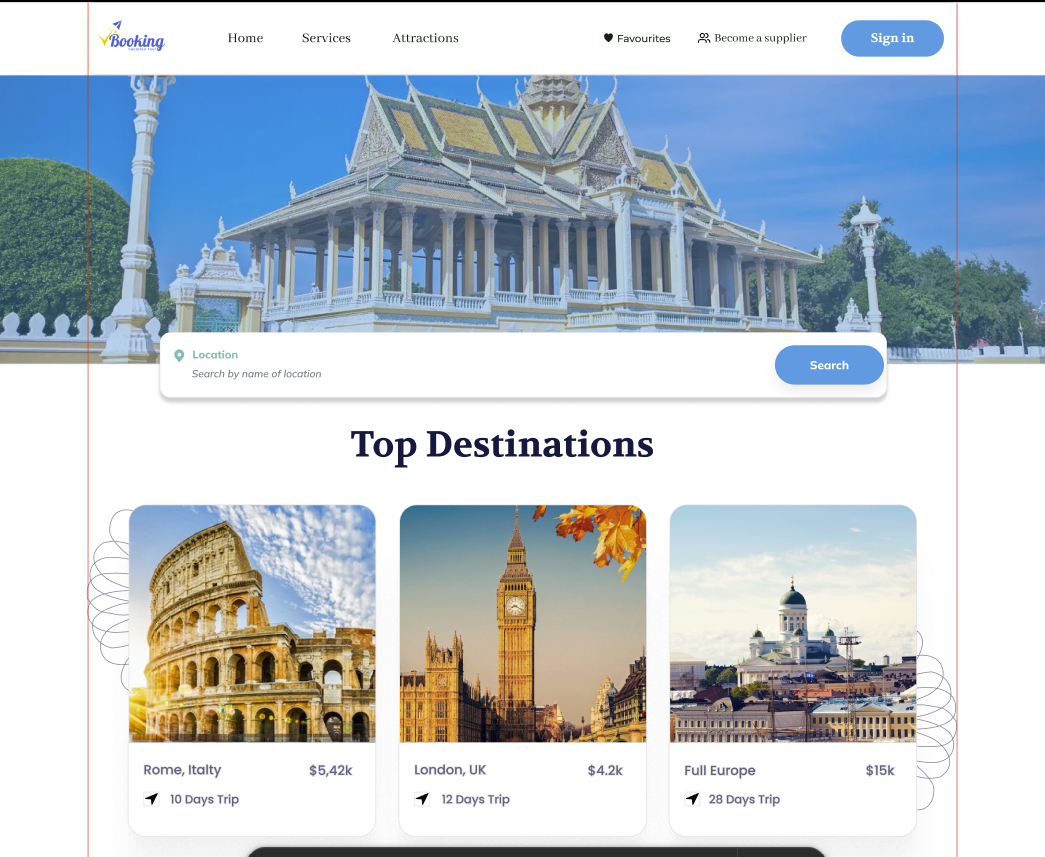 Booking
Home
Services
Attractions
Favourites
Become a supplier
Sign in
Location
Search by name of location
Search
Top Destinations
Rome, Italty
$5,42k
10 Days Trip
London, UK
$4.2k
12 Days Trip
Full Europe
$15k
28 Days Trip